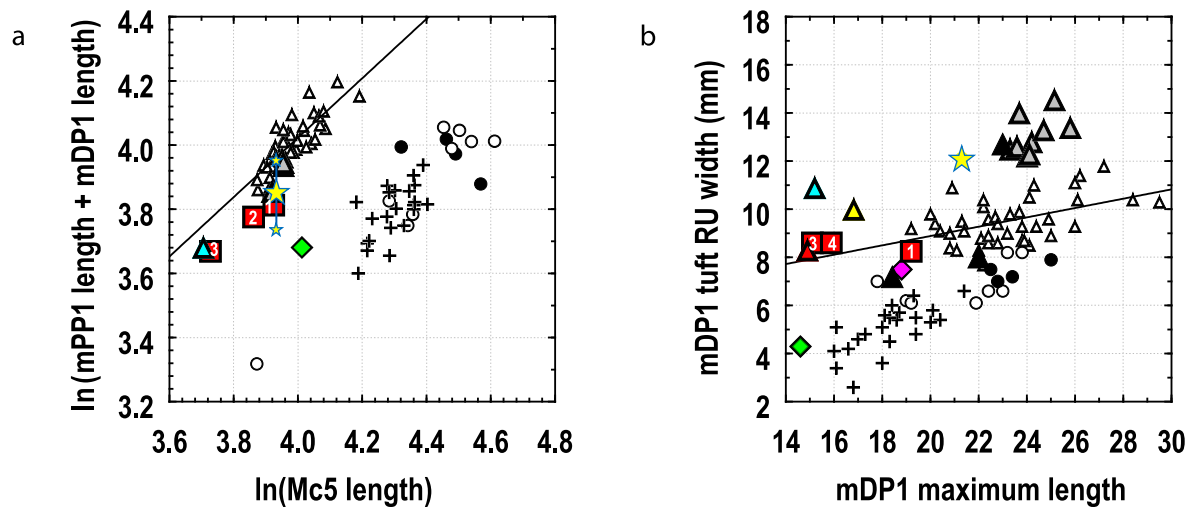 a
ln(mPP1 length + mDP1 length)
4.4
4.2
4.0
3.8
3.6
3.4
3.2
3.6 3.8 4.0 4.2 4.4 4.6 4.8
ln(Mc5 length)
1
2
3
b
mDP1 tuft RU width (mm)
18
16
14
12
10
8
6
4
2
14 16 18 20 22 24 26 28 30
mDP1 maximum length
3 4 1